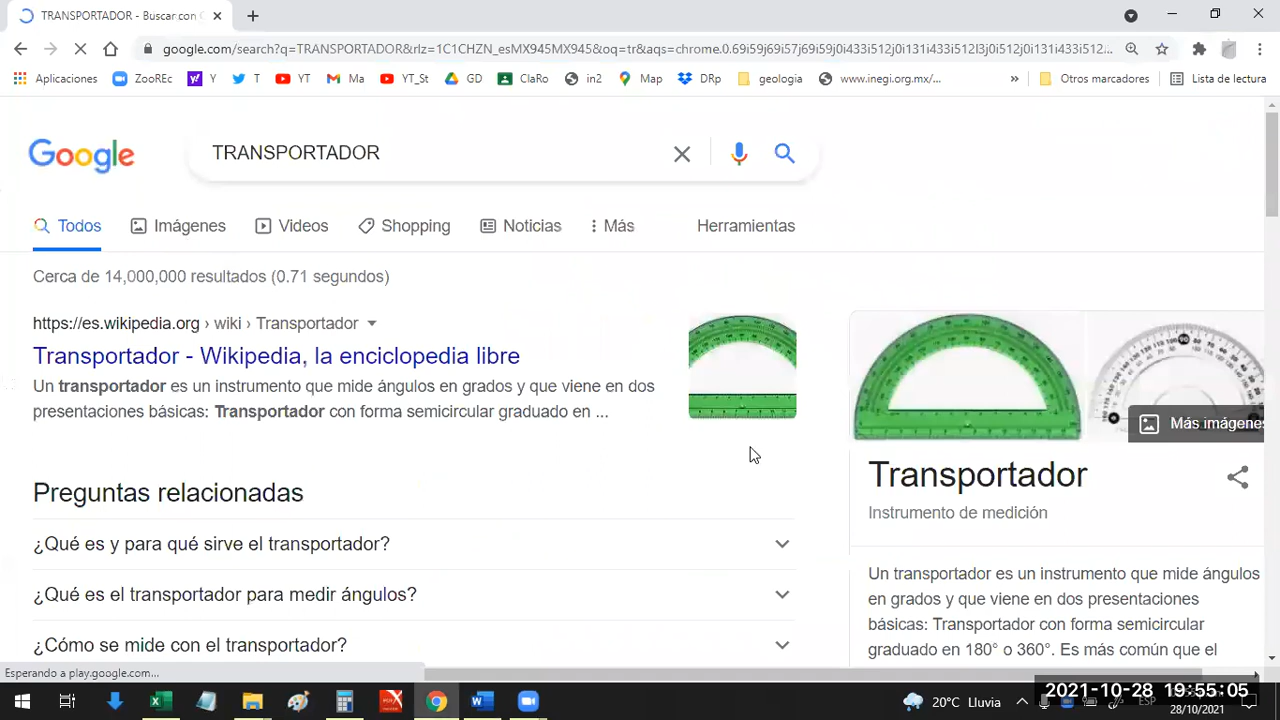 TRANSPORTADOR - Buscar con G
google.com/search?q=TRANSPORTADOR&rlz=1C1CHZN_esMX945MX945&oq=tr&aqs=chrome.0.69i59j69i57j69i59j0i433i512j0i131i433i512l3j0i512j0i131i433i512...
Aplicaciones ZooREc Y T YT Ma YT_St GD ClaRo in2 Map DRp geologia www.inegi.org.mx/... » Otros marcadores Lista de lectura
Google
TRANSPORTADOR
Todos Imágenes Videos Shopping Noticias Más Herramientas
Cerca de 14,000,000 resultados (0.71 segundos)
https://es.wikipedia.org › wiki › Transportador
Transportador - Wikipedia, la enciclopedia libre
Un transportador es un instrumento que mide ángulos en grados y que viene en dos
presentaciones básicas: Transportador con forma semicircular graduado en ...
Preguntas relacionadas
¿Qué es y para qué sirve el transportador?
¿Qué es el transportador para medir ángulos?
¿Cómo se mide con el transportador?
Más imágenes
Transportador
Instrumento de medición
Un transportador es un instrumento que mide ángulos
en grados y que viene en dos presentaciones
básicas: Transportador con forma semicircular
graduado en 180° o 360°. Es más común que el
Esperando a play.google.com...
20°C Lluvia
ESP
2021-10-28 19:55:05
28/10/2021